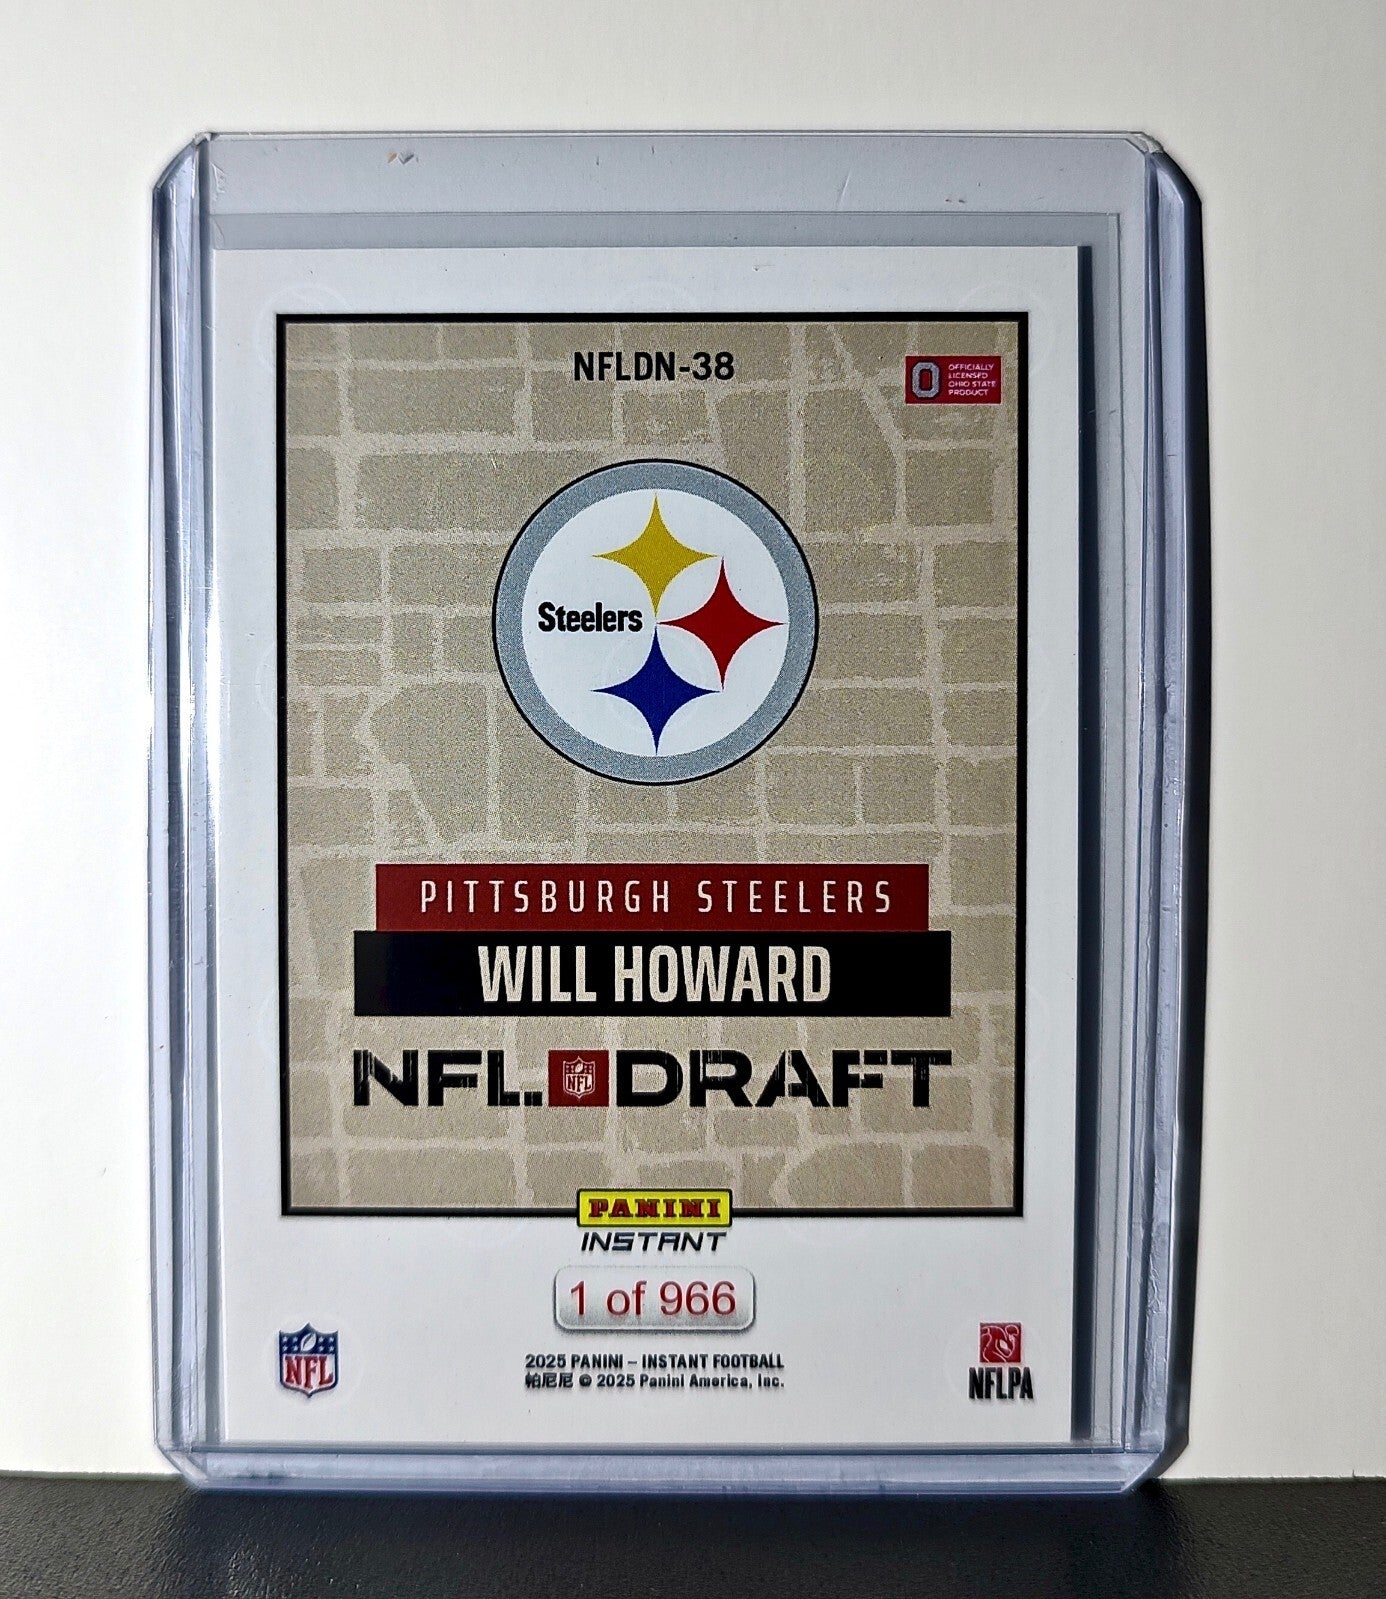 NFLDN-38
OFFICIALLY
LICENSED
OHIO STATE
PRODUCT
Steelers
PITTSBURGH STEELERS
WILL HOWARD
NFL NFL DRAFT
PANINI
INSTANT
1 of 966
2025 PANINI – INSTANT FOOTBALL
帕尼尼 © 2025 Panini America, Inc.
NFL
NFLPA